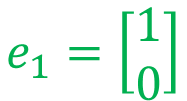 e₁ = [1
0]